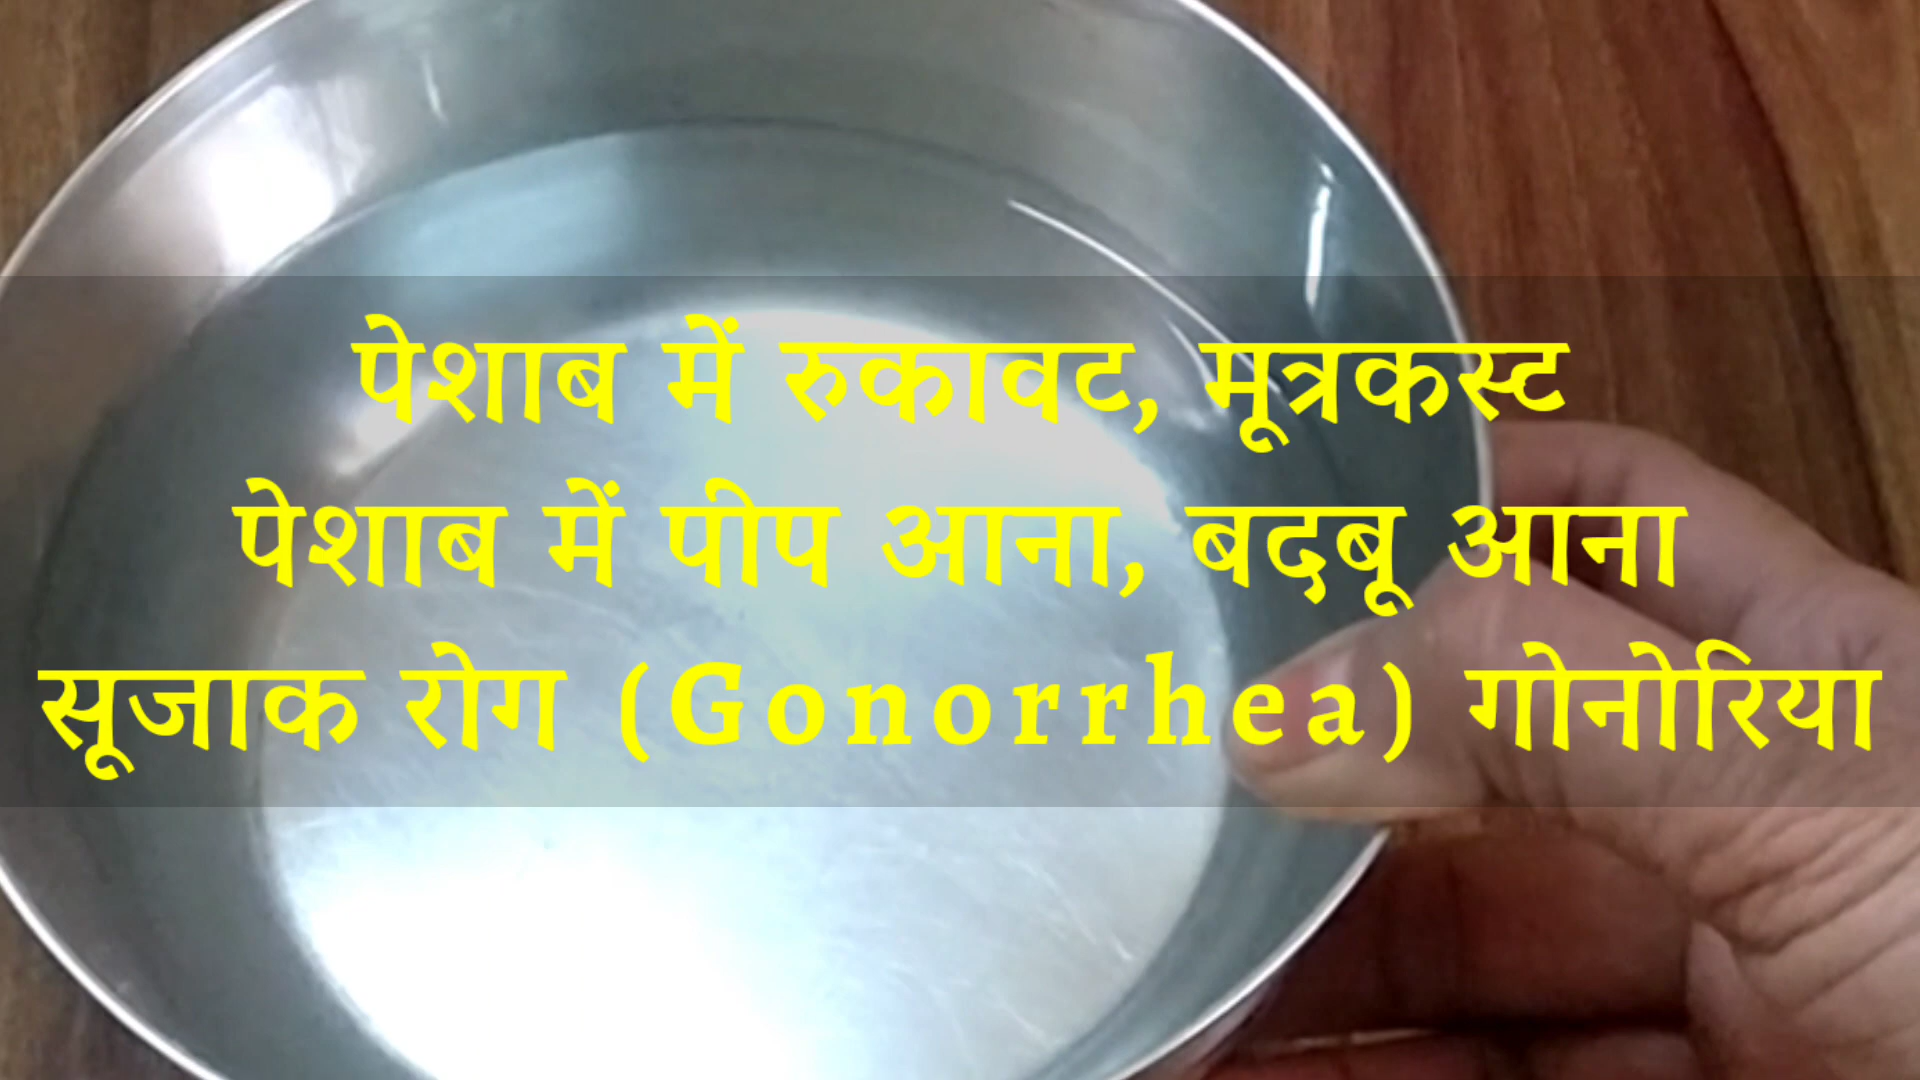 पेशाब में रुकावट, मूत्रकस्ट
पेशाब में पीप आना, बदबू आना
सूजाक रोग (Gonorrhea) गोनोरिया